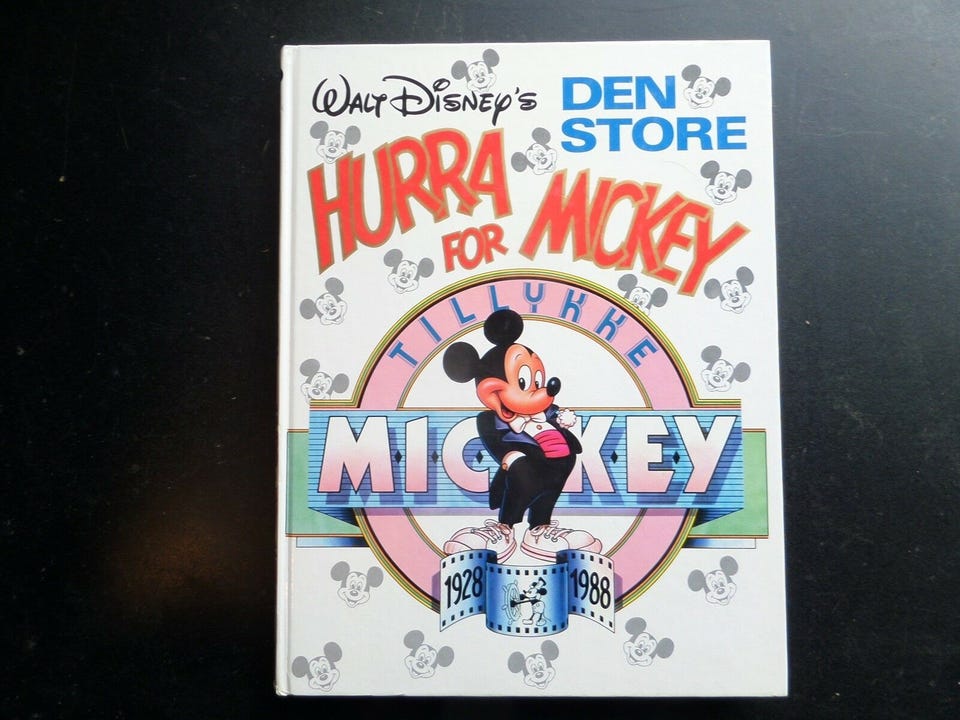 WALT DISNEY'S
DEN
STORE
HURRA
FOR
MICKEY
TILLYKKE
MICKEY
1928
1988